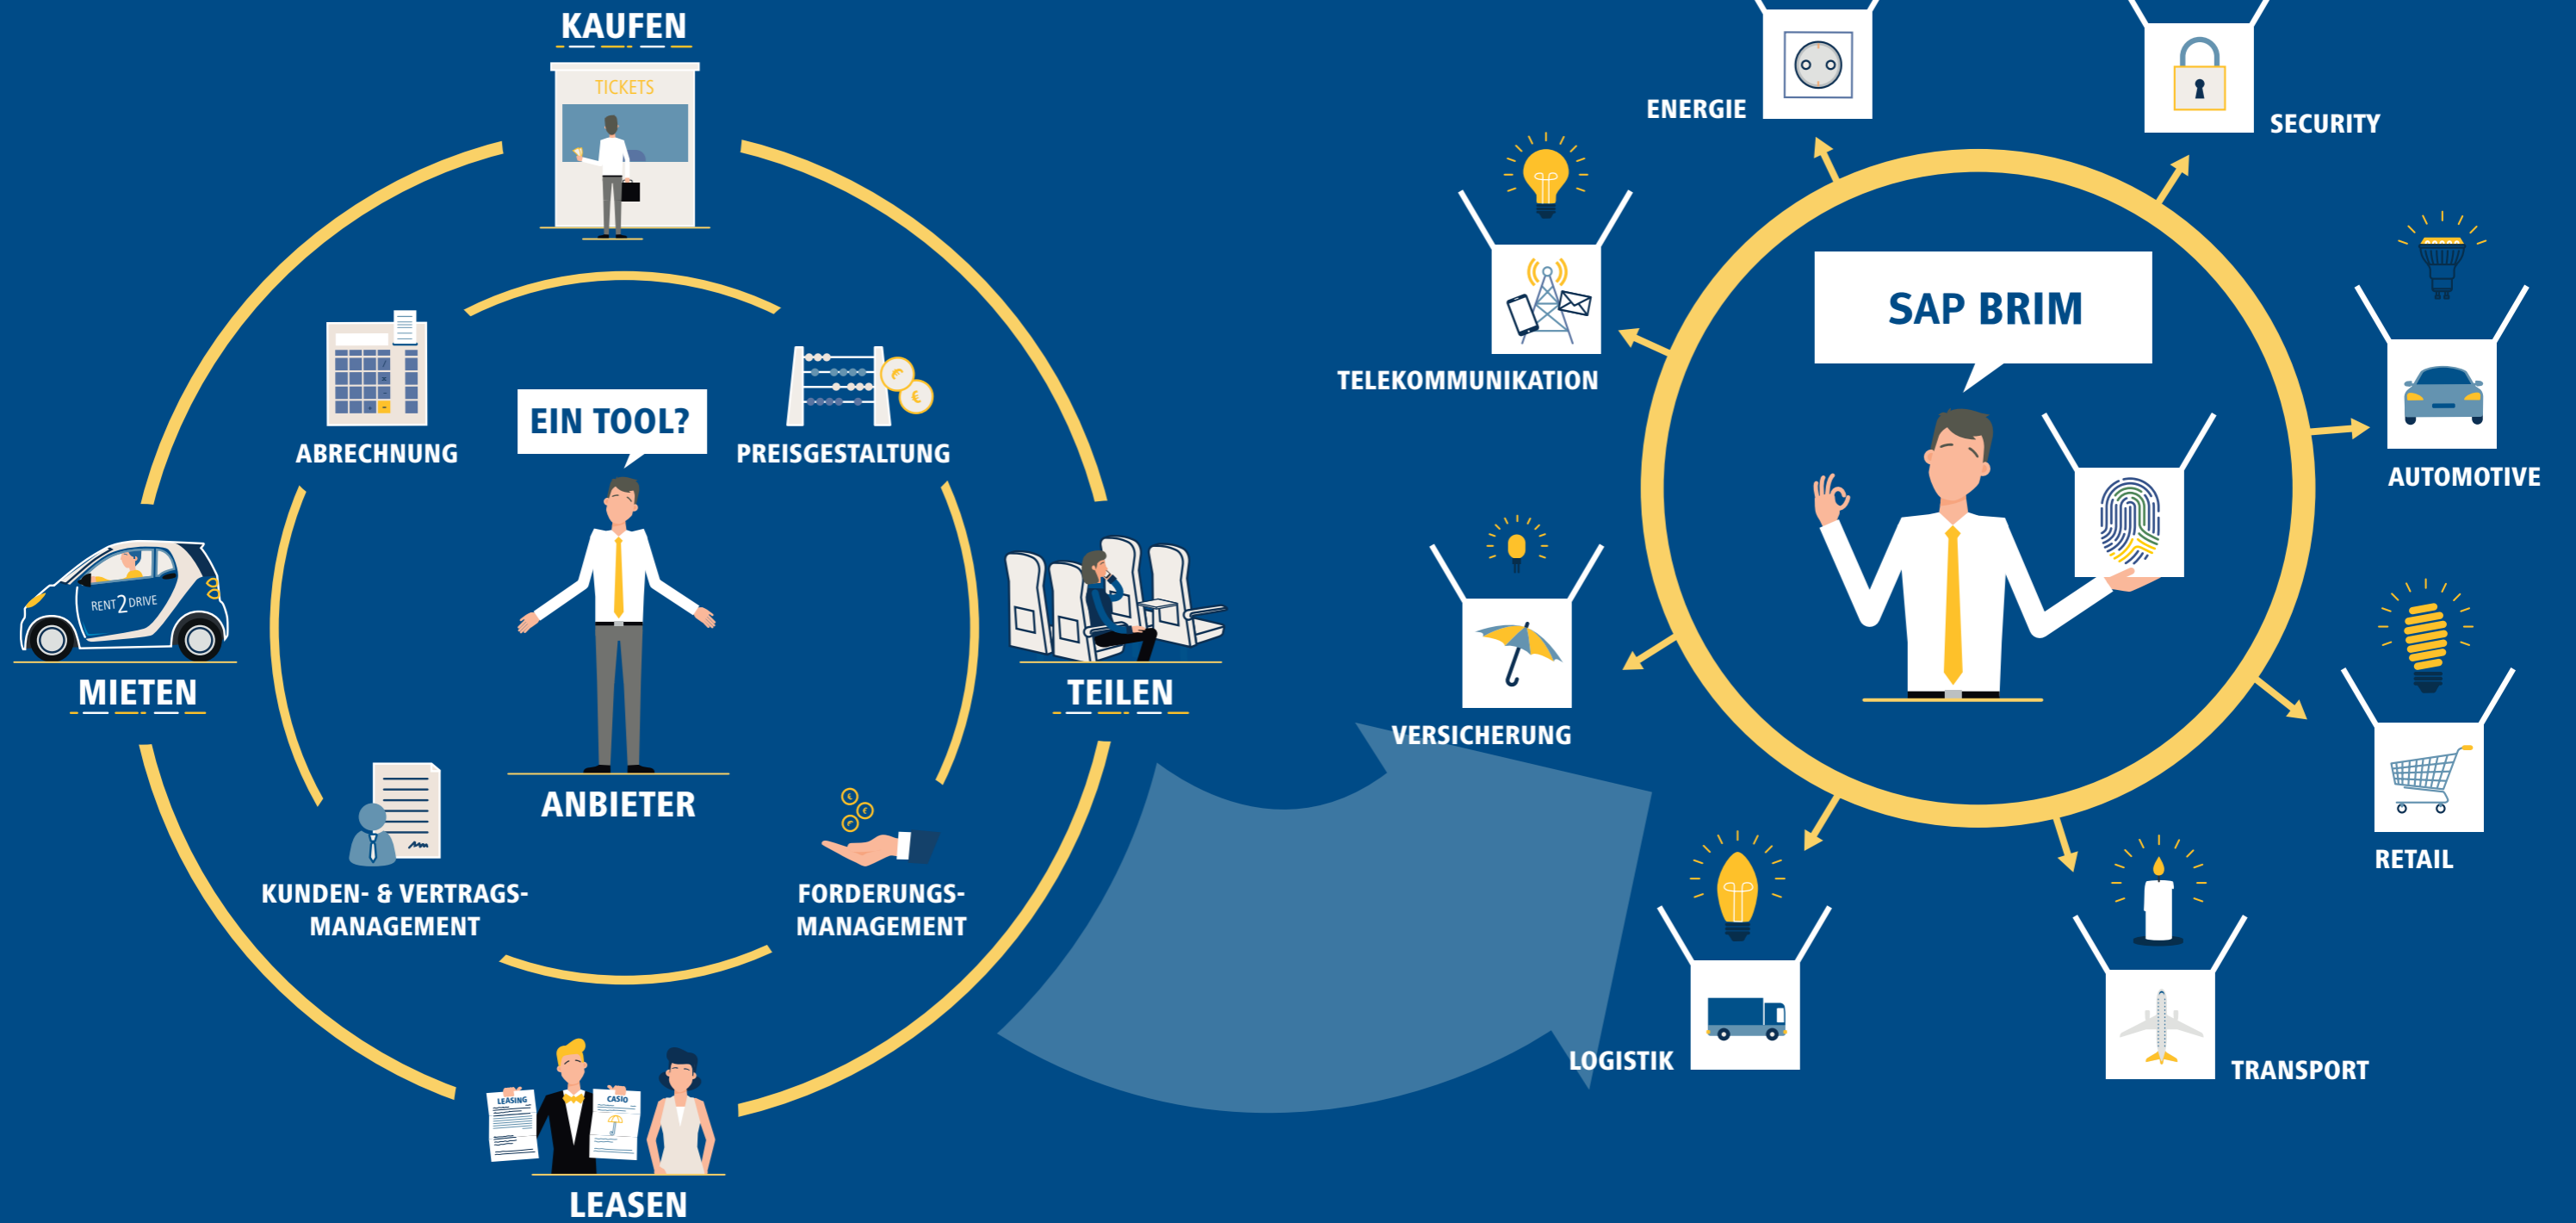 KAUFEN
TICKETS
ABRECHNUNG
EIN TOOL?
PREISGESTALTUNG
RENT2DRIVE
MIETEN
TEILEN
ANBIETER
KUNDEN- & VERTRAGS-
MANAGEMENT
FORDERUNGS-
MANAGEMENT
LEASING
CASIO
LEASEN
ENERGIE
SECURITY
TELEKOMMUNIKATION
SAP BRIM
AUTOMOTIVE
VERSICHERUNG
RETAIL
LOGISTIK
TRANSPORT